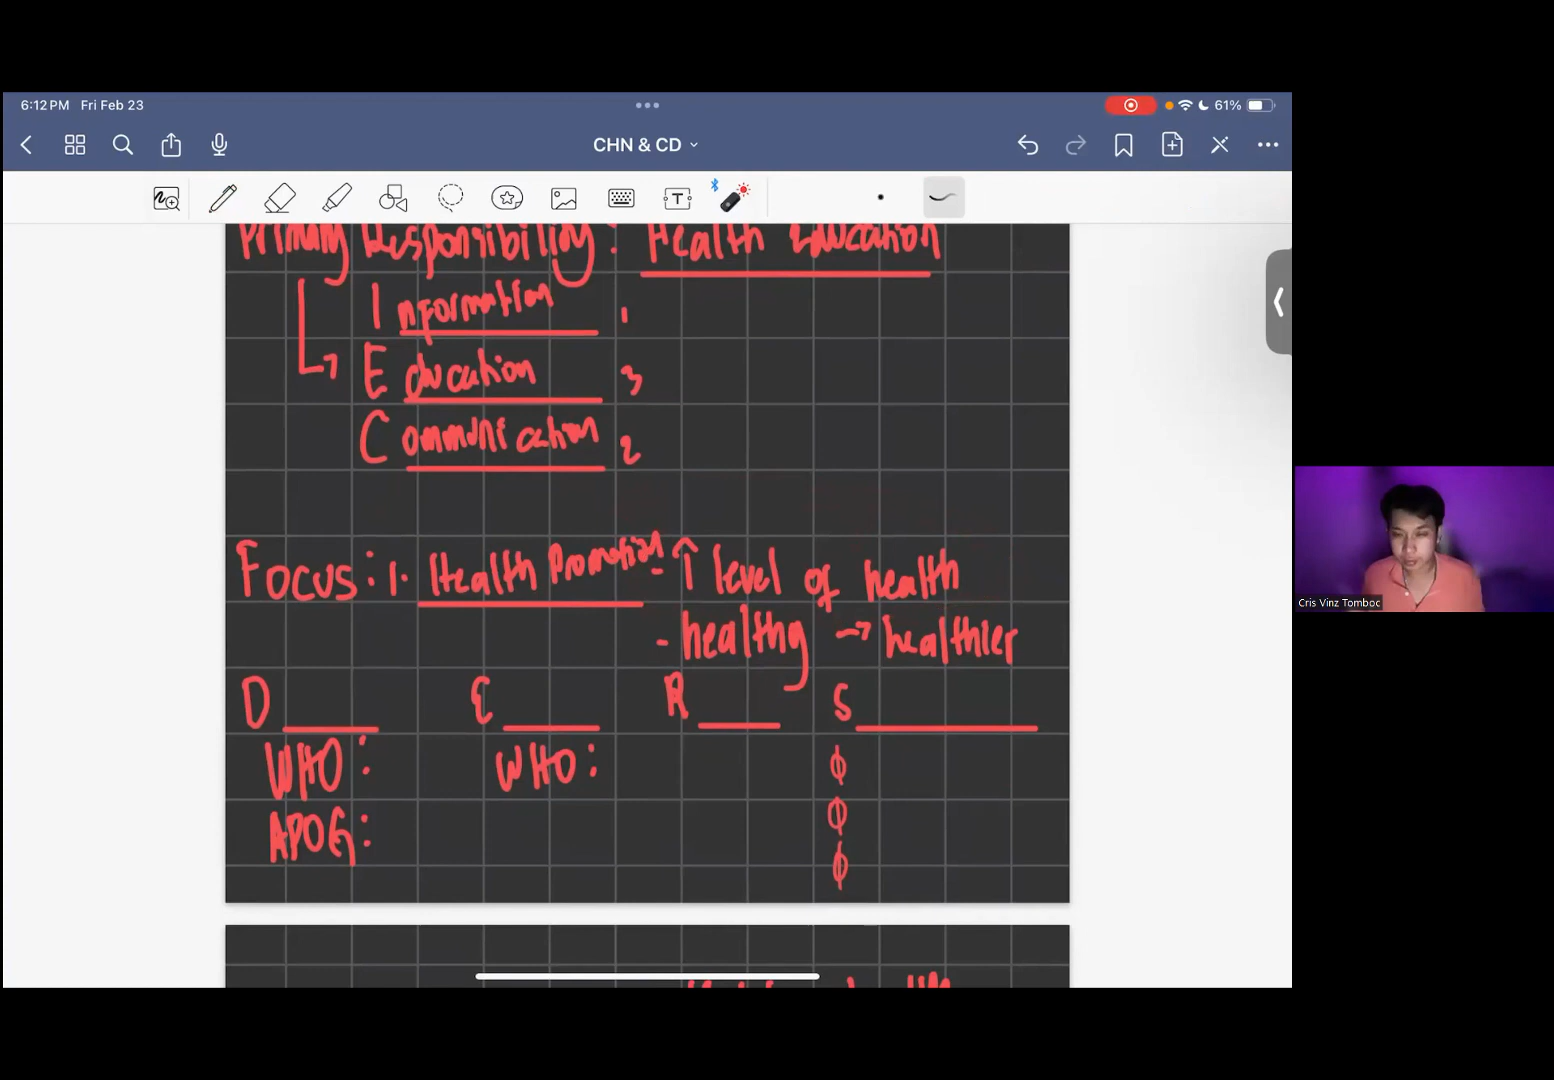 6:12 PM Fri Feb 23
61%
CHN & CD
T
Primary Responsibility : Health Education
Information 1
Education 3
Communication 2
Focus: 1. Health Promotion - ↑ level of health
- healthy → healthier
D E R S
WHO: WHO:
APOG:
Cris Vinz Tomboc